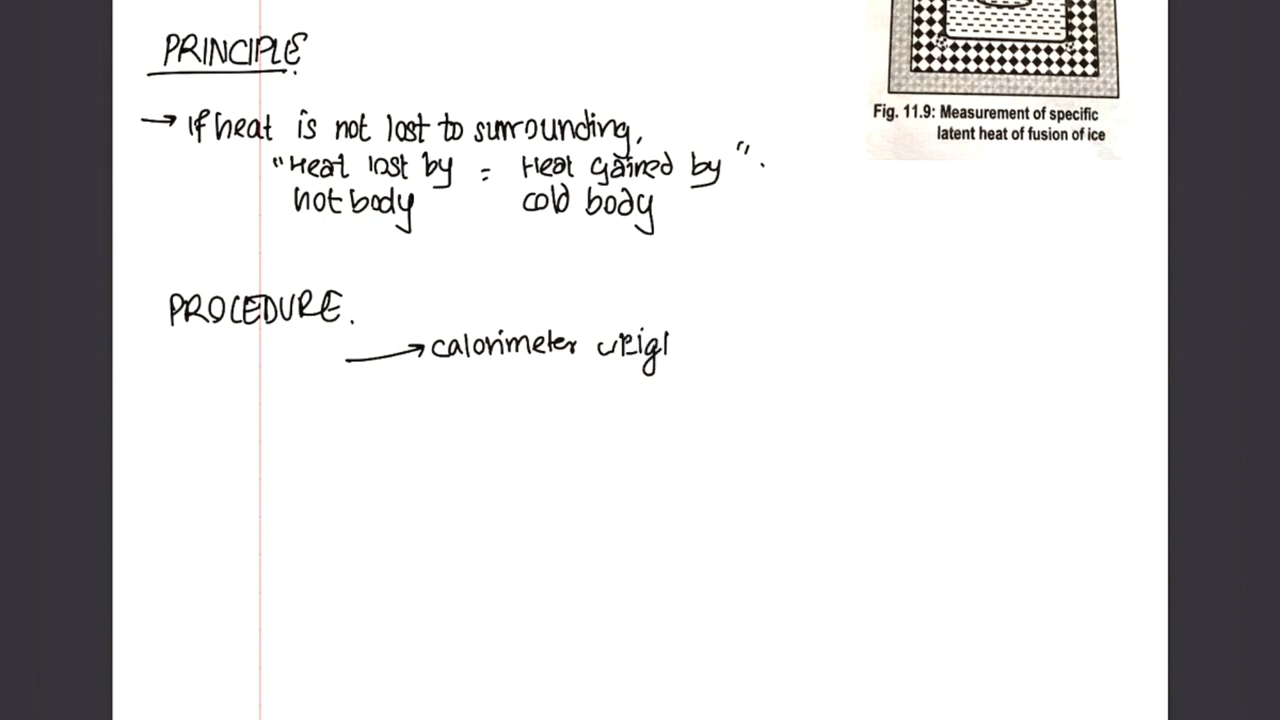 PRINCIPLE.
→ If heat is not lost to surrounding,
"Heat lost by = Heat gained by".
hot body cold body
PROCEDURE.
→ calorimeter weigh
Fig. 11.9: Measurement of specific
latent heat of fusion of ice